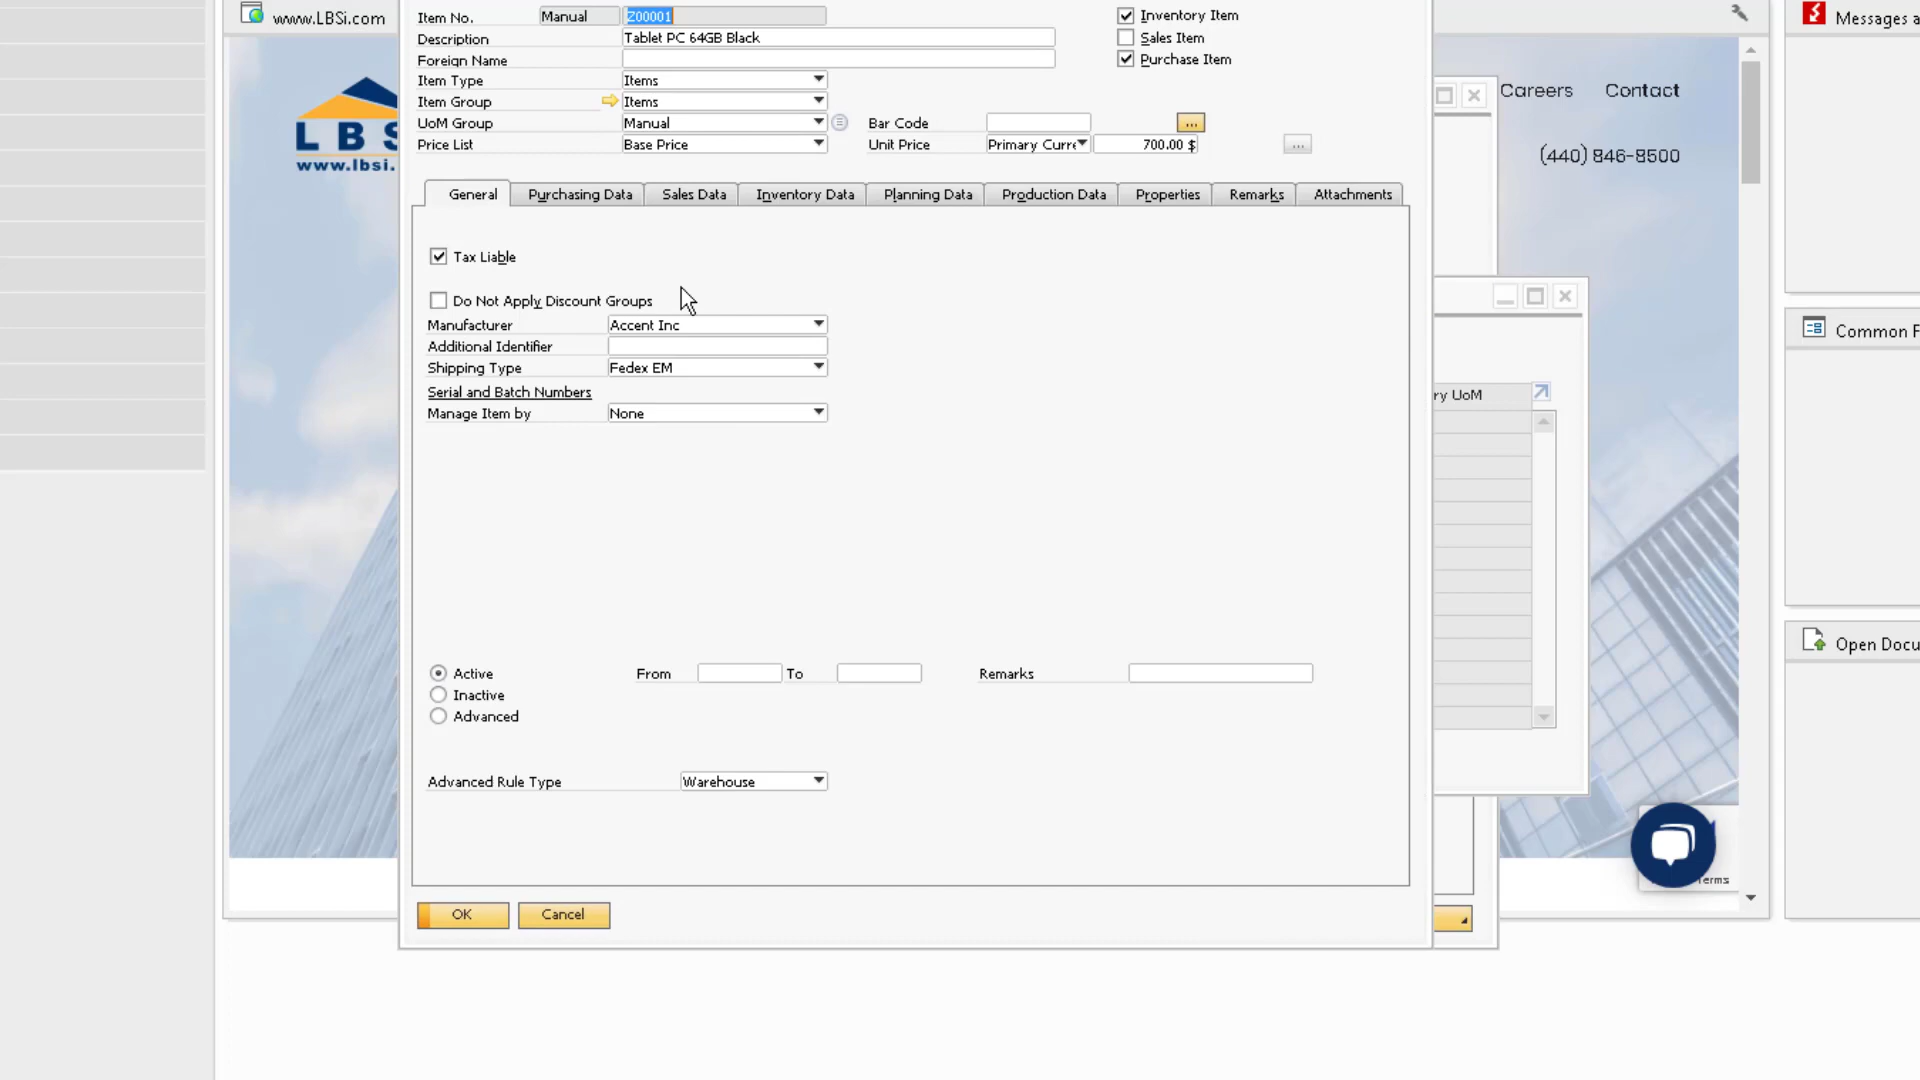 www.LBSi.com
Item No. Manual Z00001
Inventory Item
Messages a
Description Tablet PC 64GB Black
Sales Item
Foreign Name
Purchase Item
Item Type Items
Item Group Items
Careers Contact
UoM Group Manual
Bar Code ...
Price List Base Price
Unit Price Primary Curre 700.00 $ ...
L B S
www.lbsi.
(440) 846-8500
General Purchasing Data Sales Data Inventory Data Planning Data Production Data Properties Remarks Attachments
Tax Liable
Do Not Apply Discount Groups
Manufacturer Accent Inc
Common F
Additional Identifier
Shipping Type Fedex EM
Serial and Batch Numbers
ry UoM
Manage Item by None
Open Docu
Active From To Remarks
Inactive
Advanced
Advanced Rule Type Warehouse
Terms
OK Cancel